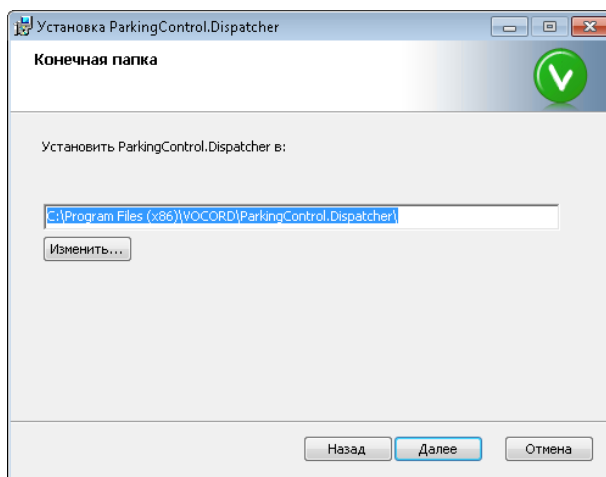 Установка ParkingControl.Dispatcher
Конечная папка
Установить ParkingControl.Dispatcher в:
C:\Program Files (x86)\VOCORD\ParkingControl.Dispatcher\
Изменить...
Назад Далее Отмена